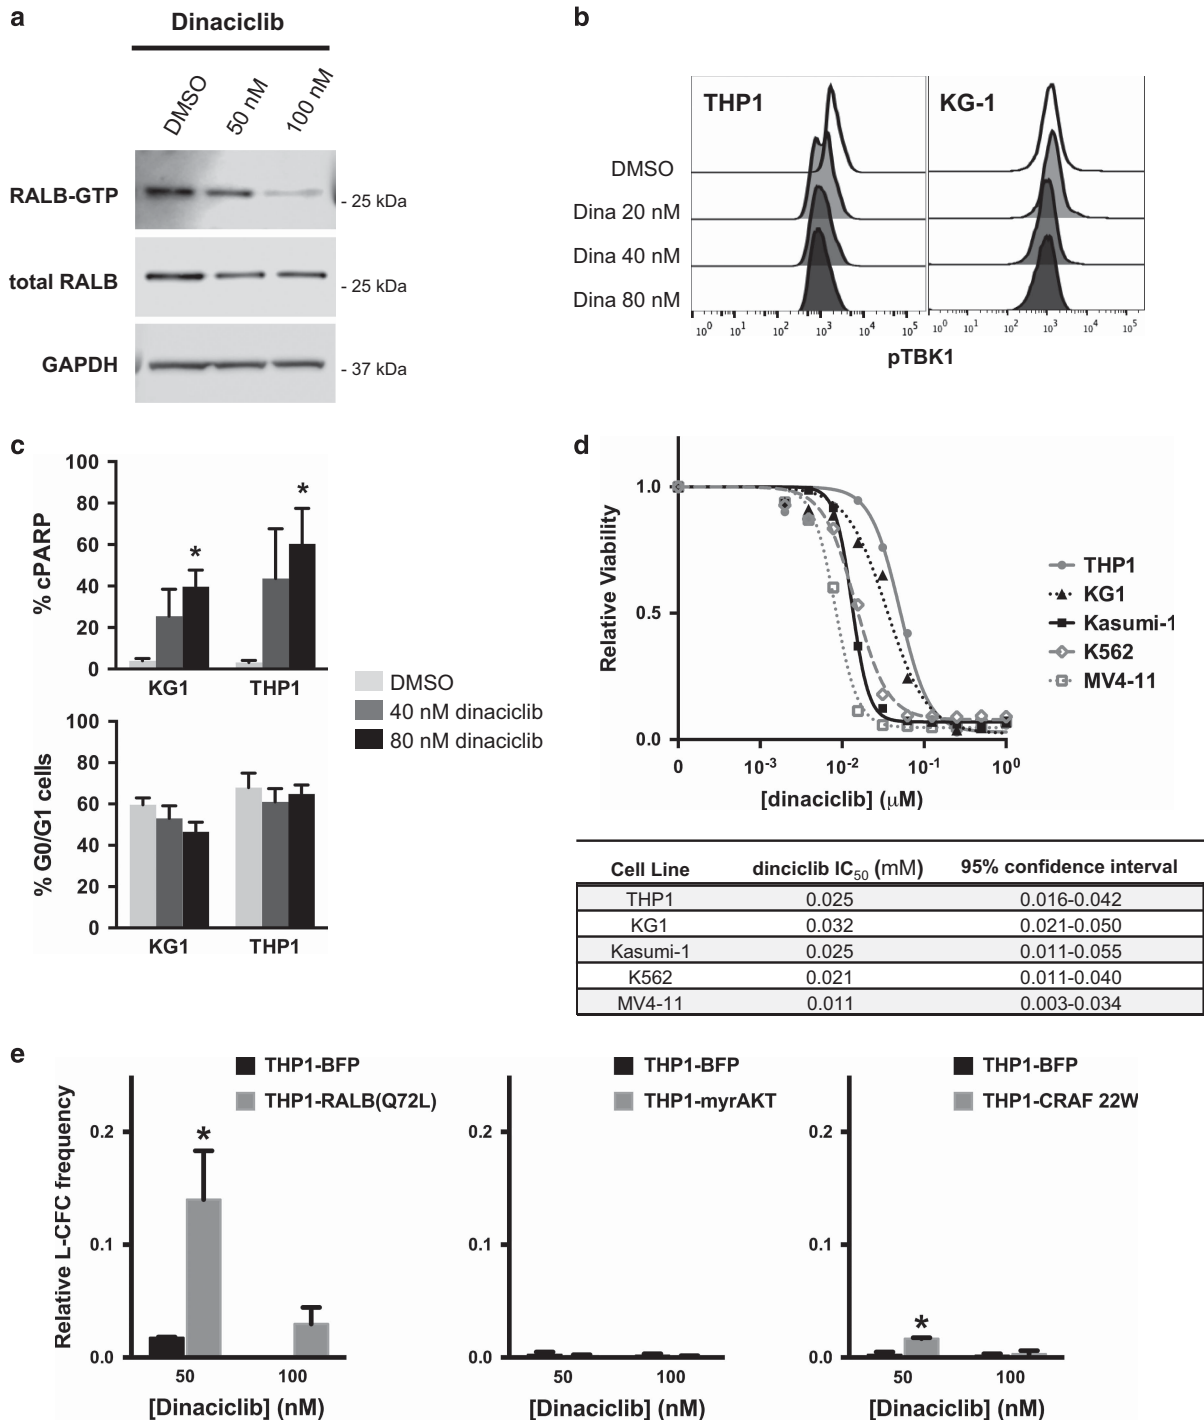 a
Dinaciclib
DMSO
50 nM
100 nM
RALB-GTP
- 25 kDa
total RALB
- 25 kDa
GAPDH
- 37 kDa
b
THP1
KG-1
DMSO
Dina 20 nM
Dina 40 nM
Dina 80 nM
10⁰ 10¹ 10² 10³ 10⁴ 10⁵
10⁰ 10¹ 10² 10³ 10⁴ 10⁵
pTBK1
c
% cPARP
100
80
60
40
20
0
*
*
KG1
THP1
% G0/G1 cells
100
80
60
40
20
0
KG1
THP1
DMSO
40 nM dinaciclib
80 nM dinaciclib
d
Relative Viability
1.0
0.5
0.0
0 10⁻³ 10⁻² 10⁻¹ 10⁰
[dinaciclib] (µM)
THP1
KG1
Kasumi-1
K562
MV4-11
Cell Line dinciclib IC₅₀ (mM) 95% confidence interval
THP1 0.025 0.016-0.042
KG1 0.032 0.021-0.050
Kasumi-1 0.025 0.011-0.055
K562 0.021 0.011-0.040
MV4-11 0.011 0.003-0.034
e
Relative L-CFC frequency
THP1-BFP
THP1-RALB(Q72L)
0.2
0.1
0.0
*
50 100
[Dinaciclib] (nM)
THP1-BFP
THP1-myrAKT
0.2
0.1
0.0
50 100
[Dinaciclib] (nM)
THP1-BFP
THP1-CRAF 22W
0.2
0.1
0.0
*
50 100
[Dinaciclib] (nM)